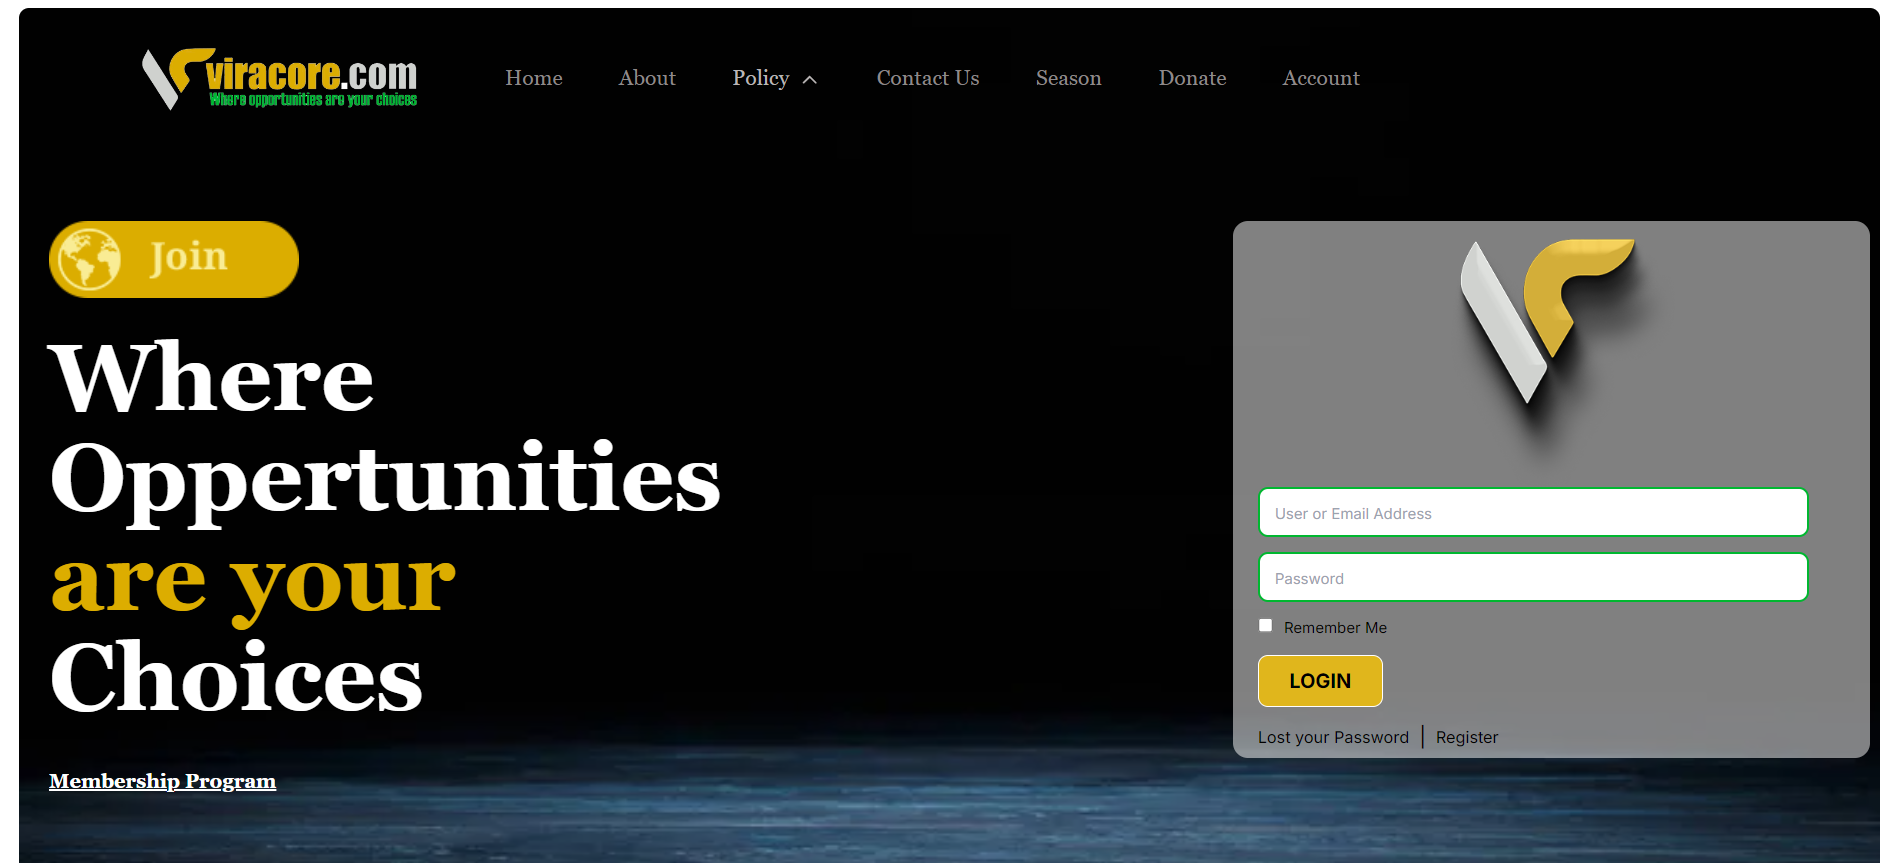 viracore.com
Where opportunities are your choices
Home About Policy Contact Us Season Donate Account
Join
Where
Oppertunities
are your
Choices
Membership Program
User or Email Address
Password
Remember Me
LOGIN
Lost your Password | Register